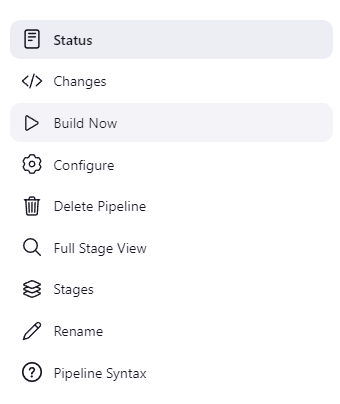 Status
Changes
Build Now
Configure
Delete Pipeline
Full Stage View
Stages
Rename
Pipeline Syntax